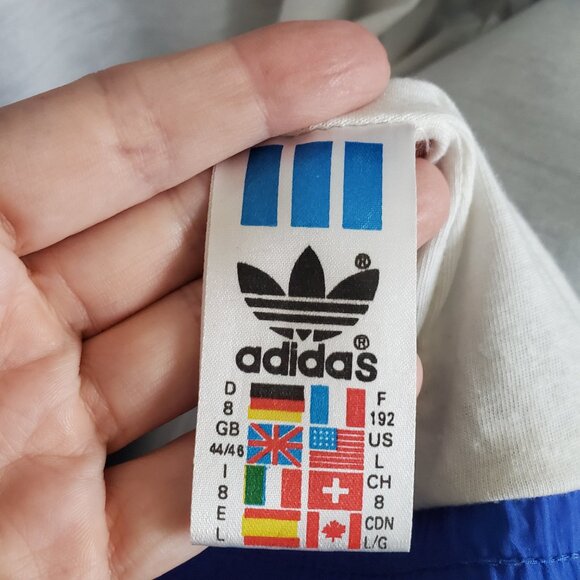 ®
®
adidas
D
8
GB
44/46
I
8
E
L
F
192
US
L
CH
8
CDN
L/G